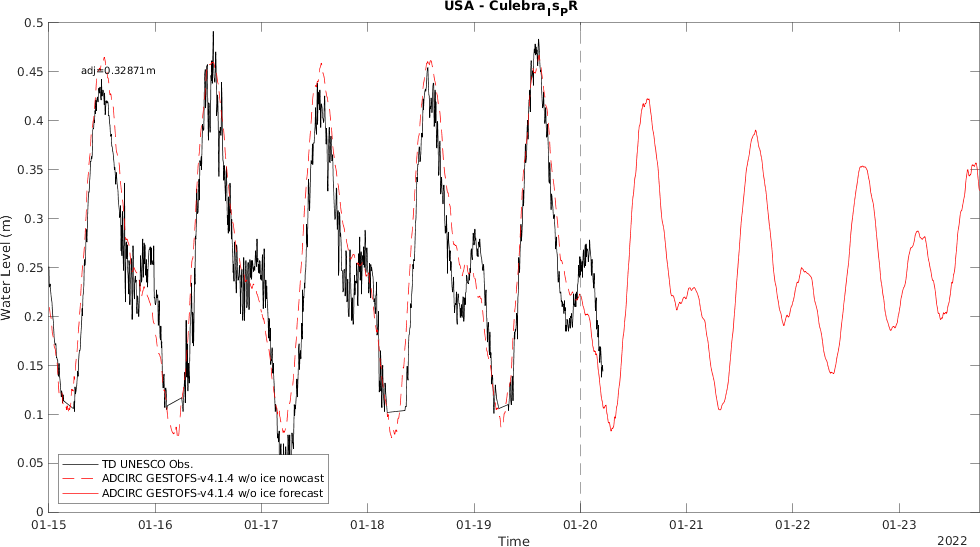 USA - CulebraIsPR
adj=0.32871m
0.5
0.45
0.4
0.35
0.3
0.25
0.2
0.15
0.1
0.05
0
Water Level (m)
TD UNESCO Obs.
ADCIRC GESTOFS-v4.1.4 w/o ice nowcast
ADCIRC GESTOFS-v4.1.4 w/o ice forecast
01-15 01-16 01-17 01-18 01-19 01-20 01-21 01-22 01-23
Time
2022